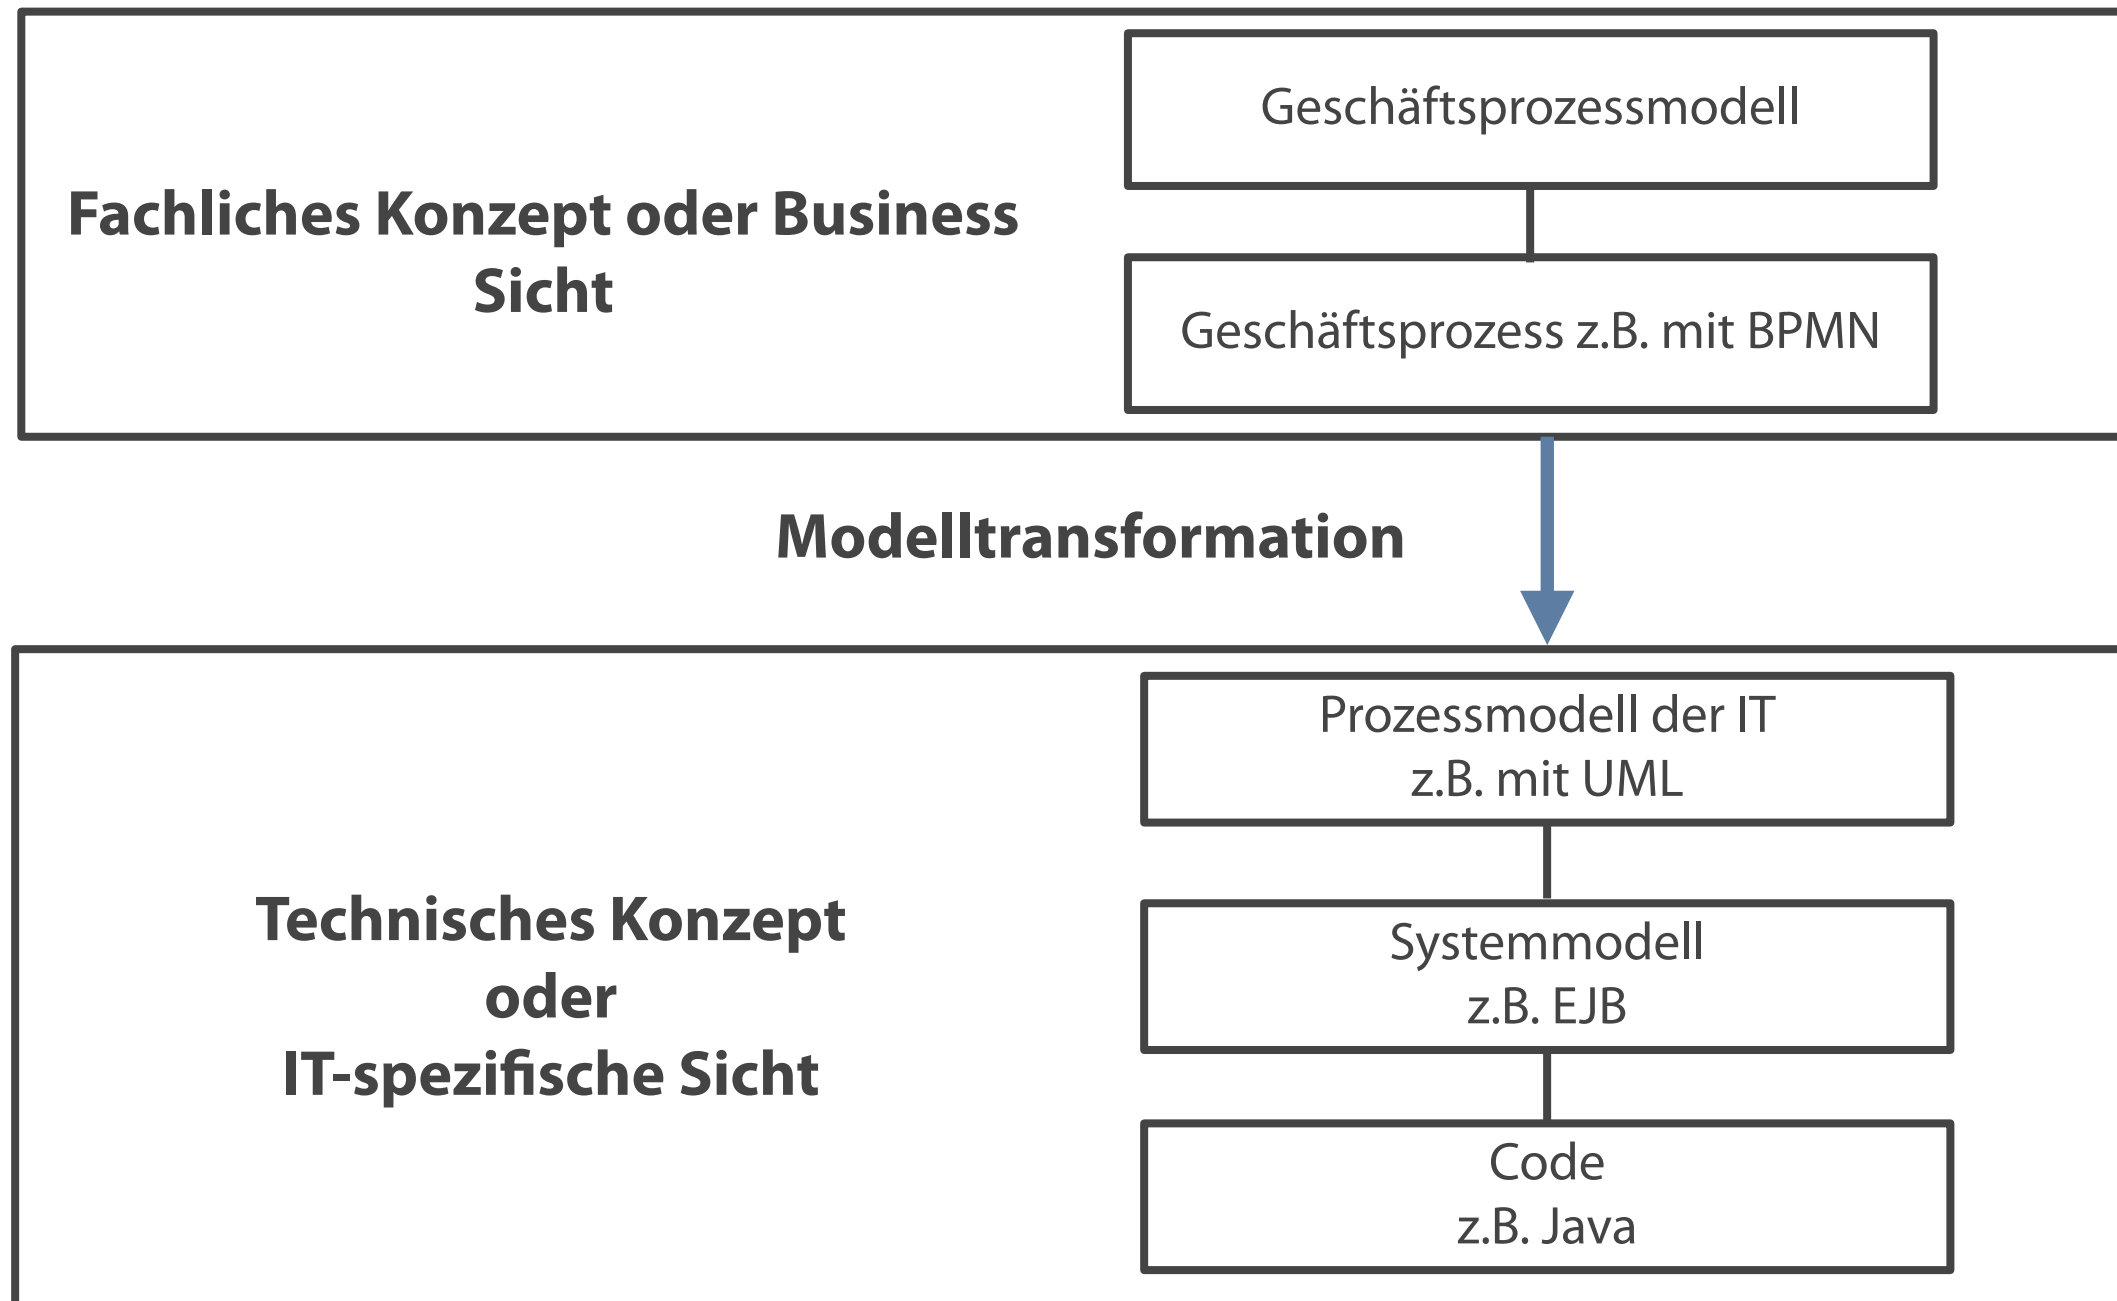 Geschäftsprozessmodell
Fachliches Konzept oder Business
Sicht
Geschäftsprozess z.B. mit BPMN
Modelltransformation
Prozessmodell der IT
z.B. mit UML
Technisches Konzept
oder
IT-spezifische Sicht
Systemmodell
z.B. EJB
Code
z.B. Java